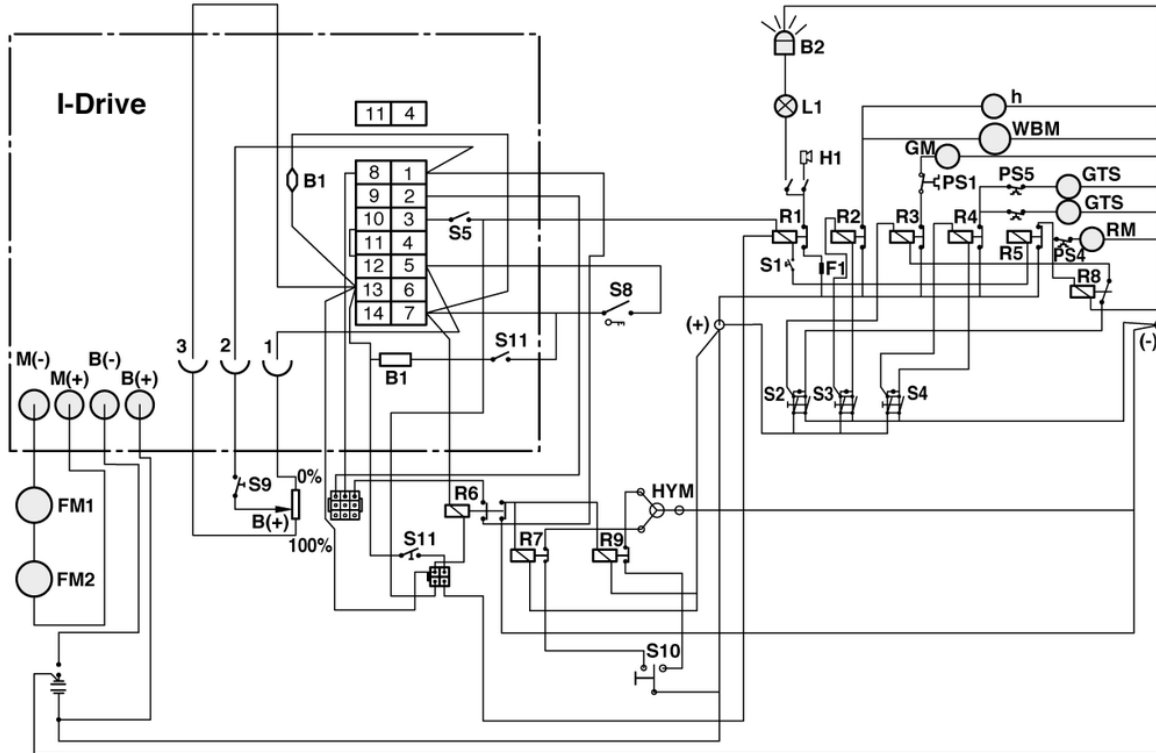 B2
I-Drive
L1
h
WBM
GM
H1
11 4
PS1
PS5
GTS
GTS
B1
8 1
9 2
10 3
11 4
12 5
13 6
14 7
S5
R1
R2
R3
R4
R5
RM
PS4
S1
F1
R8
S8
(+)
(-)
3
2
1
S11
B1
M(-)
M(+)
B(-)
B(+)
S2
S3
S4
0%
S9
B(+)
100%
FM1
FM2
R6
HYM
S11
R7
R9
S10